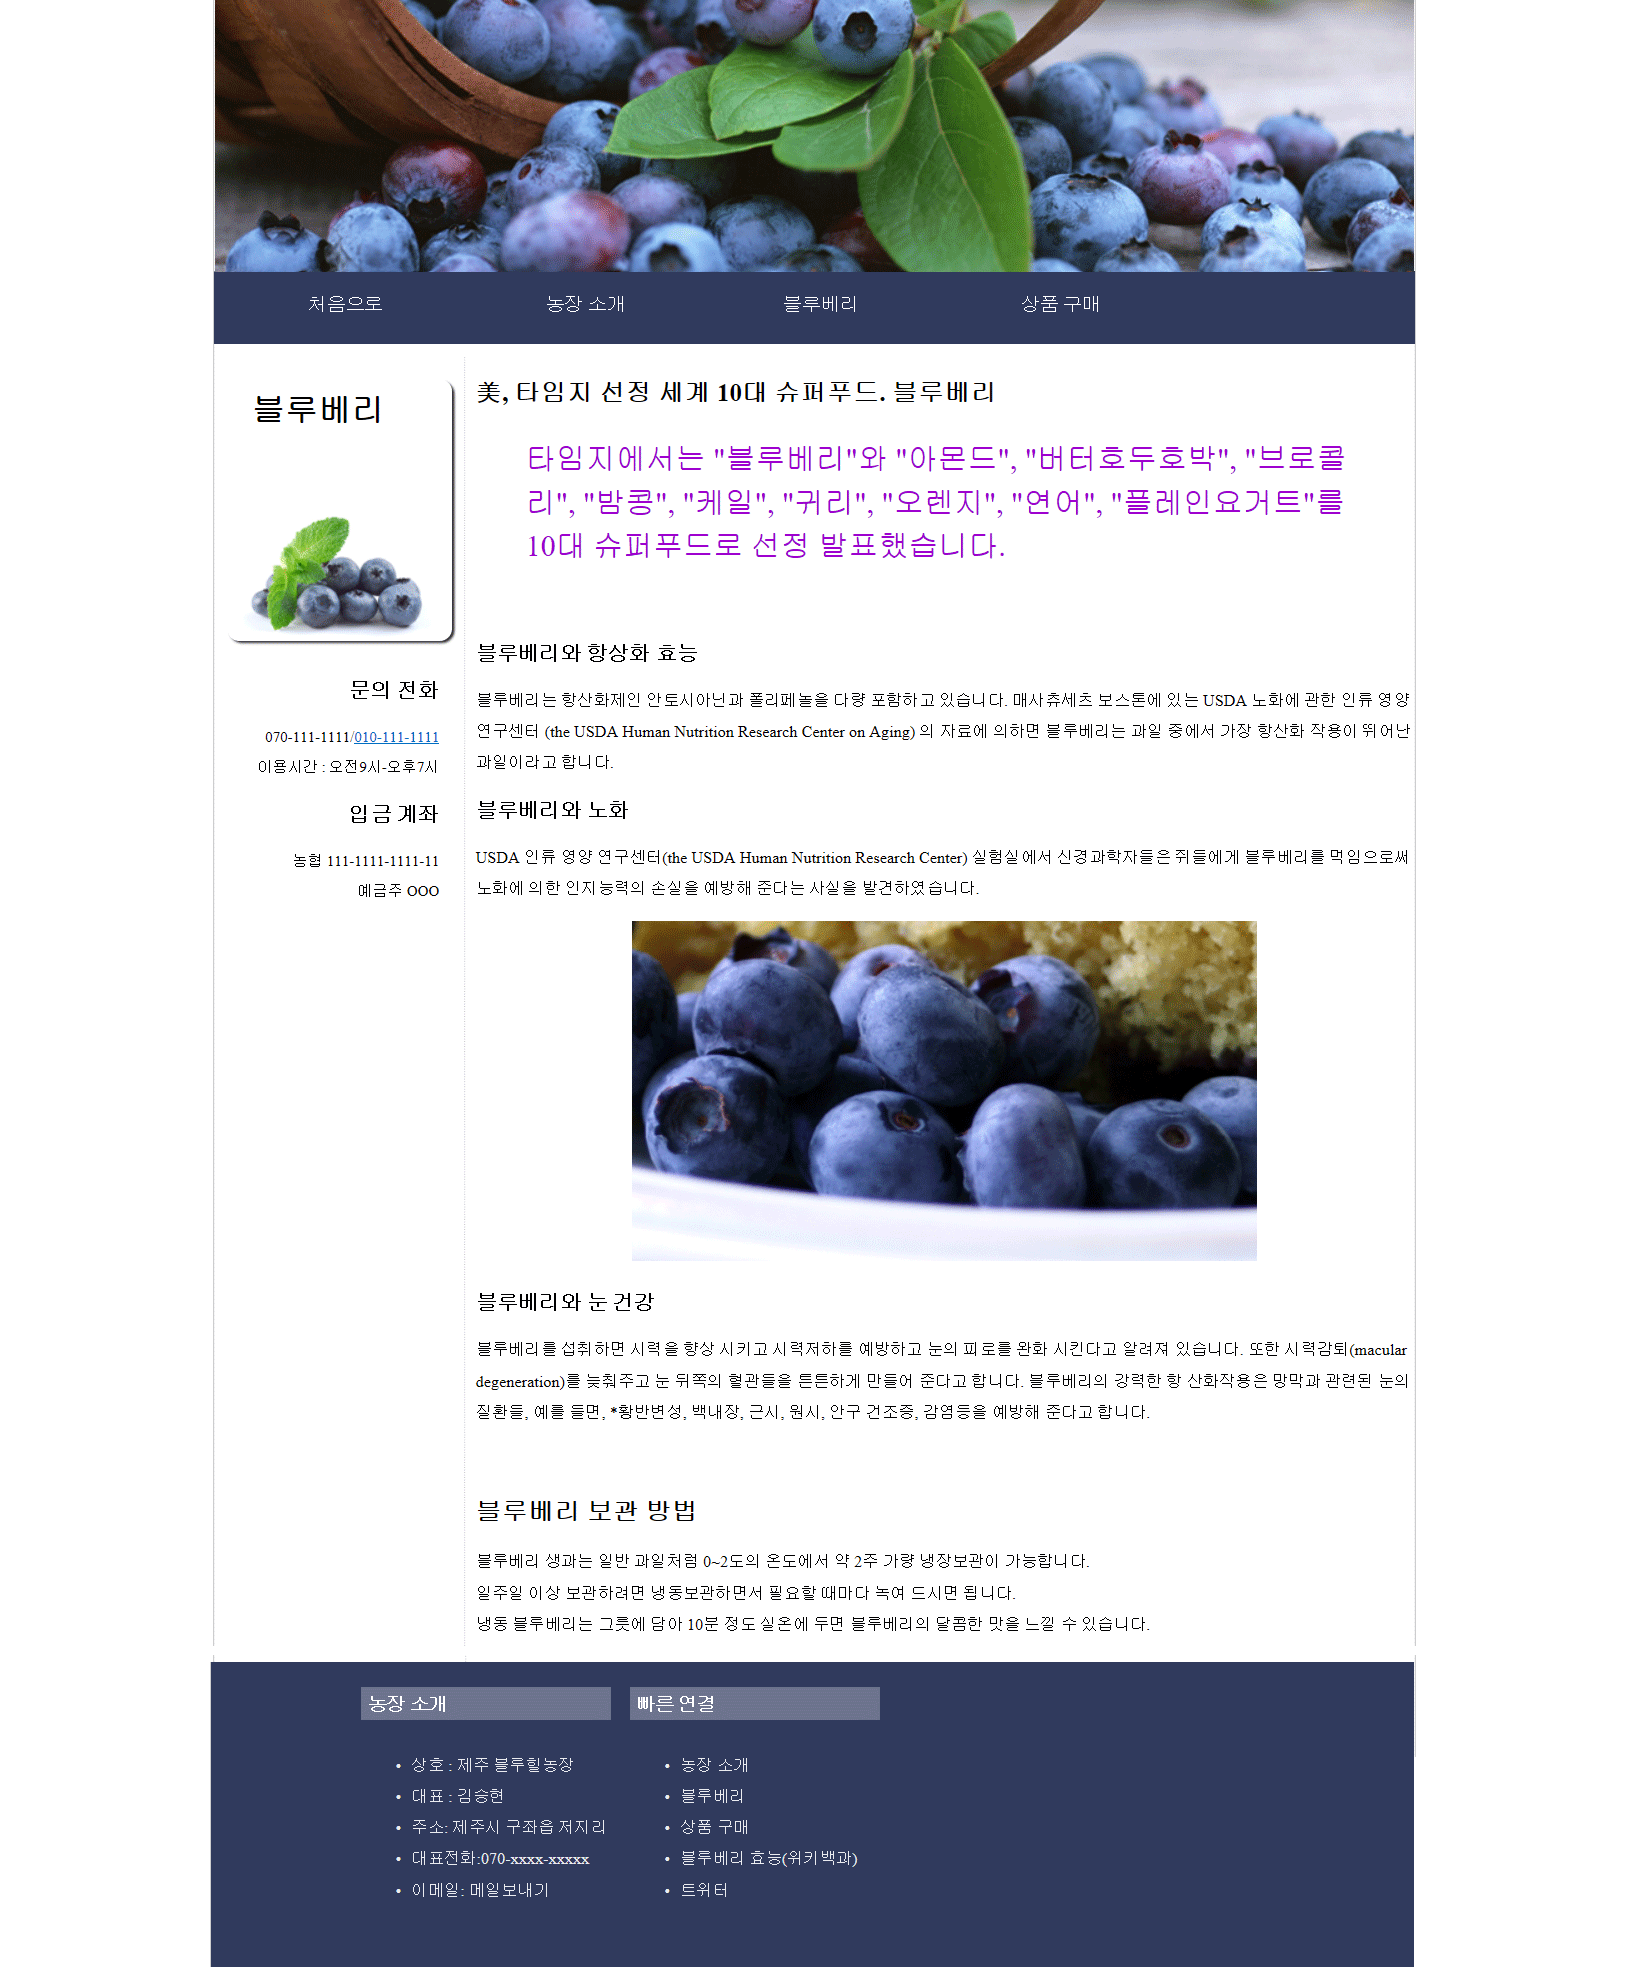 처음으로
농장 소개
블루베리
상품 구매
블루베리
문의 전화
070-111-1111/010-111-1111
이용시간 : 오전9시-오후7시
입금 계좌
농협 111-1111-1111-11
예금주 OOO
美, 타임지 선정 세계 10대 슈퍼푸드. 블루베리
타임지에서는 "블루베리"와 "아몬드", "버터호두호박", "브로콜
리", "밤콩", "케일", "귀리", "오렌지", "연어", "플레인요거트"를
10대 슈퍼푸드로 선정 발표했습니다.
블루베리와 항상화 효능
블루베리는 항산화제인 안토시아닌과 폴리페놀을 다량 포함하고 있습니다. 매사츄세츠 보스톤에 있는 USDA 노화에 관한 인류 영양
연구센터 (the USDA Human Nutrition Research Center on Aging) 의 자료에 의하면 블루베리는 과일 중에서 가장 항산화 작용이 뛰어난
과일이라고 합니다.
블루베리와 노화
USDA 인류 영양 연구센터(the USDA Human Nutrition Research Center) 실험실에서 신경과학자들은 쥐들에게 블루베리를 먹임으로써
노화에 의한 인지능력의 손실을 예방해 준다는 사실을 발견하였습니다.
블루베리와 눈 건강
블루베리를 섭취하면 시력을 향상 시키고 시력저하를 예방하고 눈의 피로를 완화 시킨다고 알려져 있습니다. 또한 시력감퇴(macular
degeneration)를 늦춰주고 눈 뒤쪽의 혈관들을 튼튼하게 만들어 준다고 합니다. 블루베리의 강력한 항 산화작용은 망막과 관련된 눈의
질환들, 예를 들면, *황반변성, 백내장, 근시, 원시, 안구 건조증, 감염등을 예방해 준다고 합니다.
블루베리 보관 방법
블루베리 생과는 일반 과일처럼 0~2도의 온도에서 약 2주 가량 냉장보관이 가능합니다.
일주일 이상 보관하려면 냉동보관하면서 필요할 때마다 녹여 드시면 됩니다.
냉동 블루베리는 그릇에 담아 10분 정도 실온에 두면 블루베리의 달콤한 맛을 느낄 수 있습니다.
농장 소개
• 상호 : 제주 블루힐농장
• 대표 : 김승현
• 주소: 제주시 구좌읍 저지리
• 대표전화:070-xxxx-xxxxx
• 이메일: 메일보내기
빠른 연결
• 농장 소개
• 블루베리
• 상품 구매
• 블루베리 효능(위키백과)
• 트위터